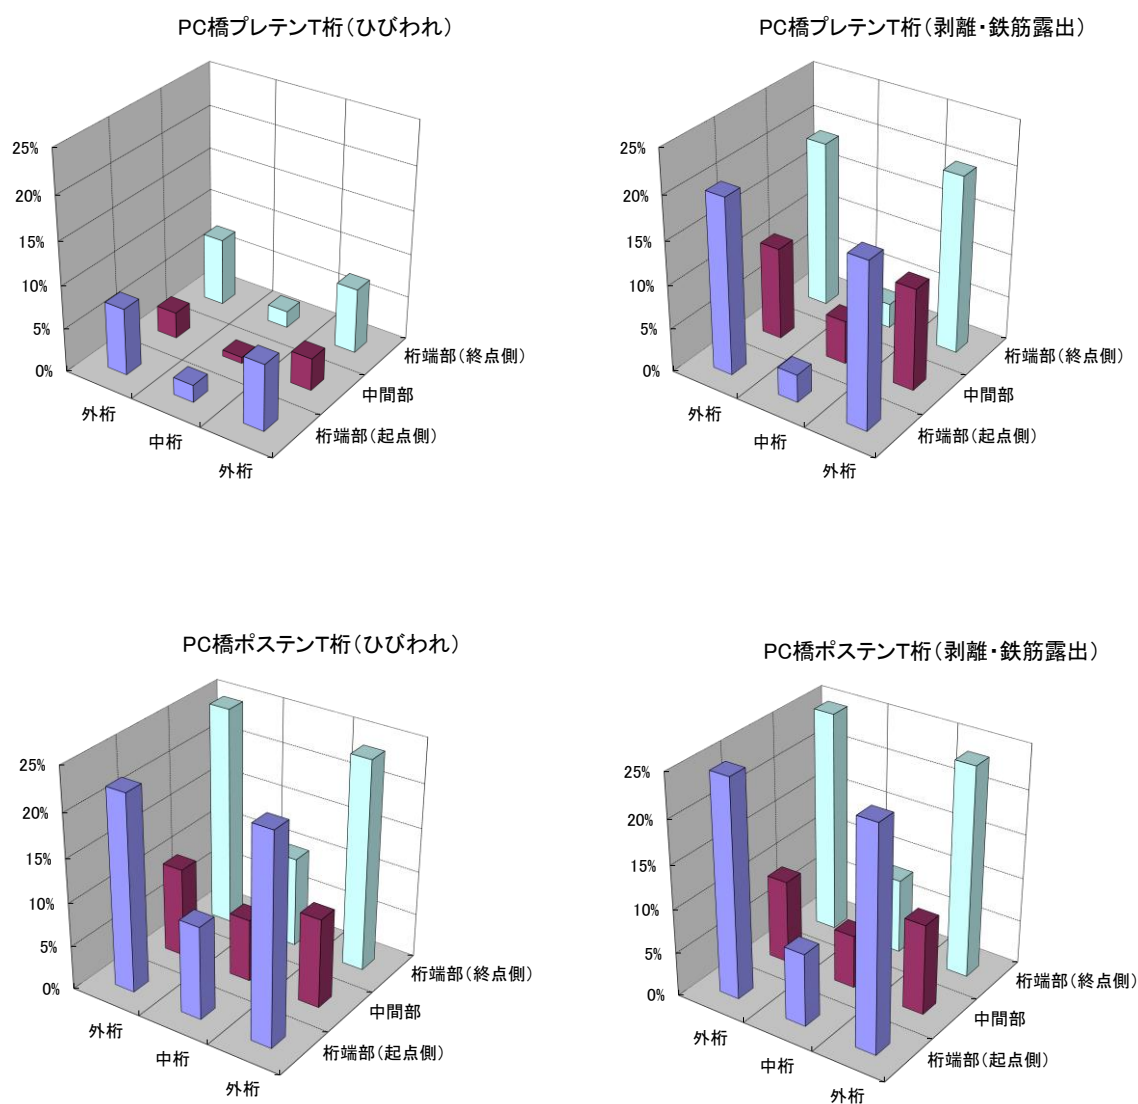 PC橋プレテンT桁（ひびわれ）
25%
20%
15%
10%
5%
0%
外桁
中桁
外桁
桁端部（起点側）
中間部
桁端部（終点側）
PC橋プレテンT桁（剥離・鉄筋露出）
25%
20%
15%
10%
5%
0%
外桁
中桁
外桁
桁端部（起点側）
中間部
桁端部（終点側）
PC橋ポステンT桁（ひびわれ）
25%
20%
15%
10%
5%
0%
外桁
中桁
外桁
桁端部（起点側）
中間部
桁端部（終点側）
PC橋ポステンT桁（剥離・鉄筋露出）
25%
20%
15%
10%
5%
0%
外桁
中桁
外桁
桁端部（起点側）
中間部
桁端部（終点側）